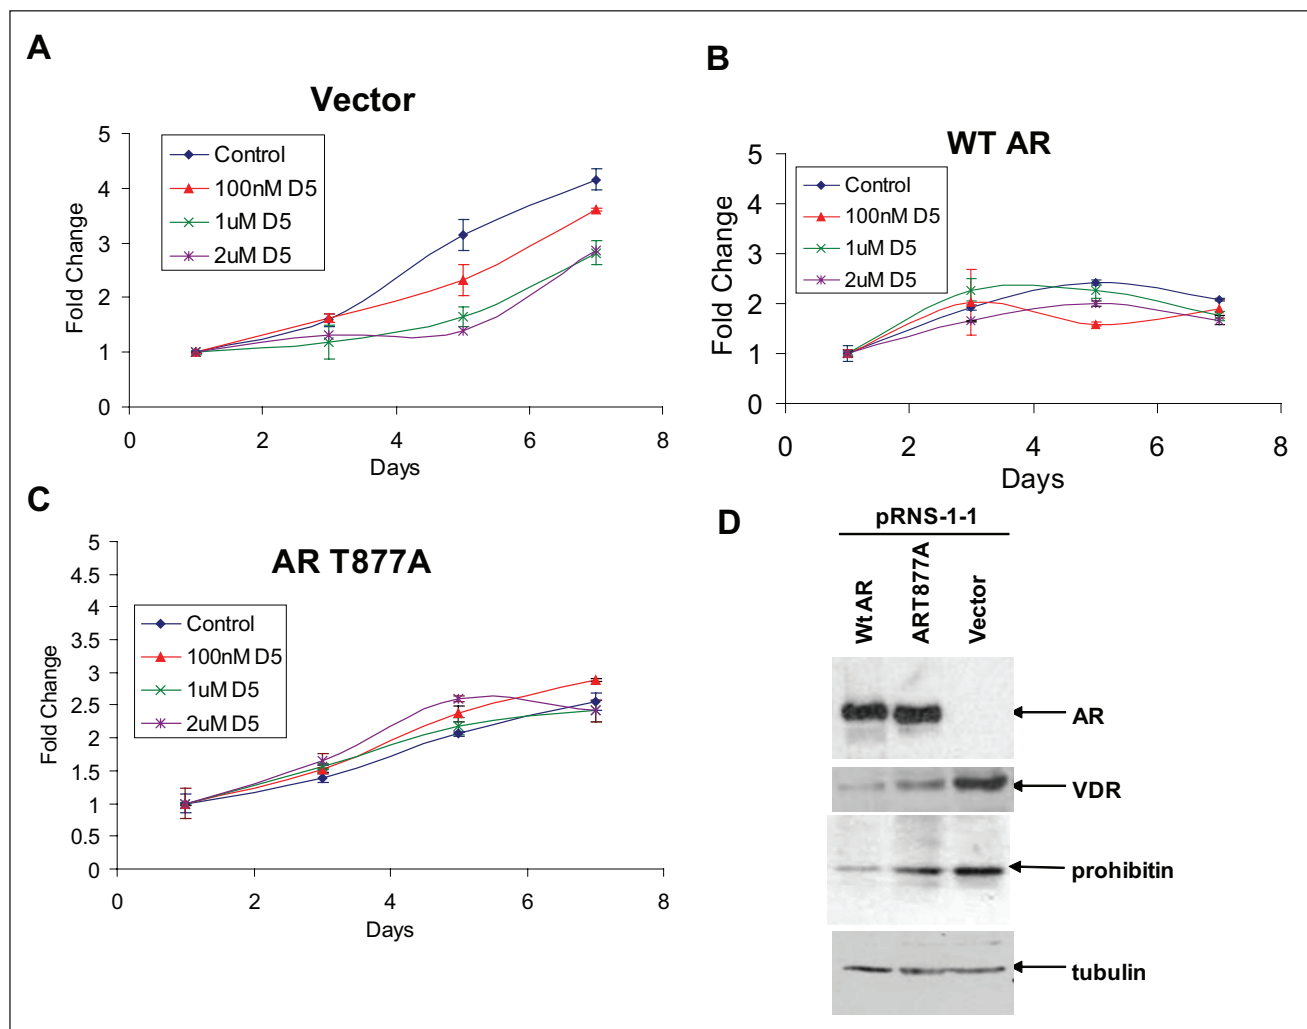 A
Vector
5
4
3
2
1
0
Fold Change
Control
100nM D5
1uM D5
2uM D5
0 2 4 6 8
Days
B
WT AR
5
4
3
2
1
0
Fold Change
Control
100nM D5
1uM D5
2uM D5
0 2 4 6 8
Days
C
AR T877A
5
4.5
4
3.5
3
2.5
2
1.5
1
0.5
0
Fold Change
Control
100nM D5
1uM D5
2uM D5
0 2 4 6 8
Days
D
pRNS-1-1
Wt AR
ART877A
Vector
AR
VDR
prohibitin
tubulin